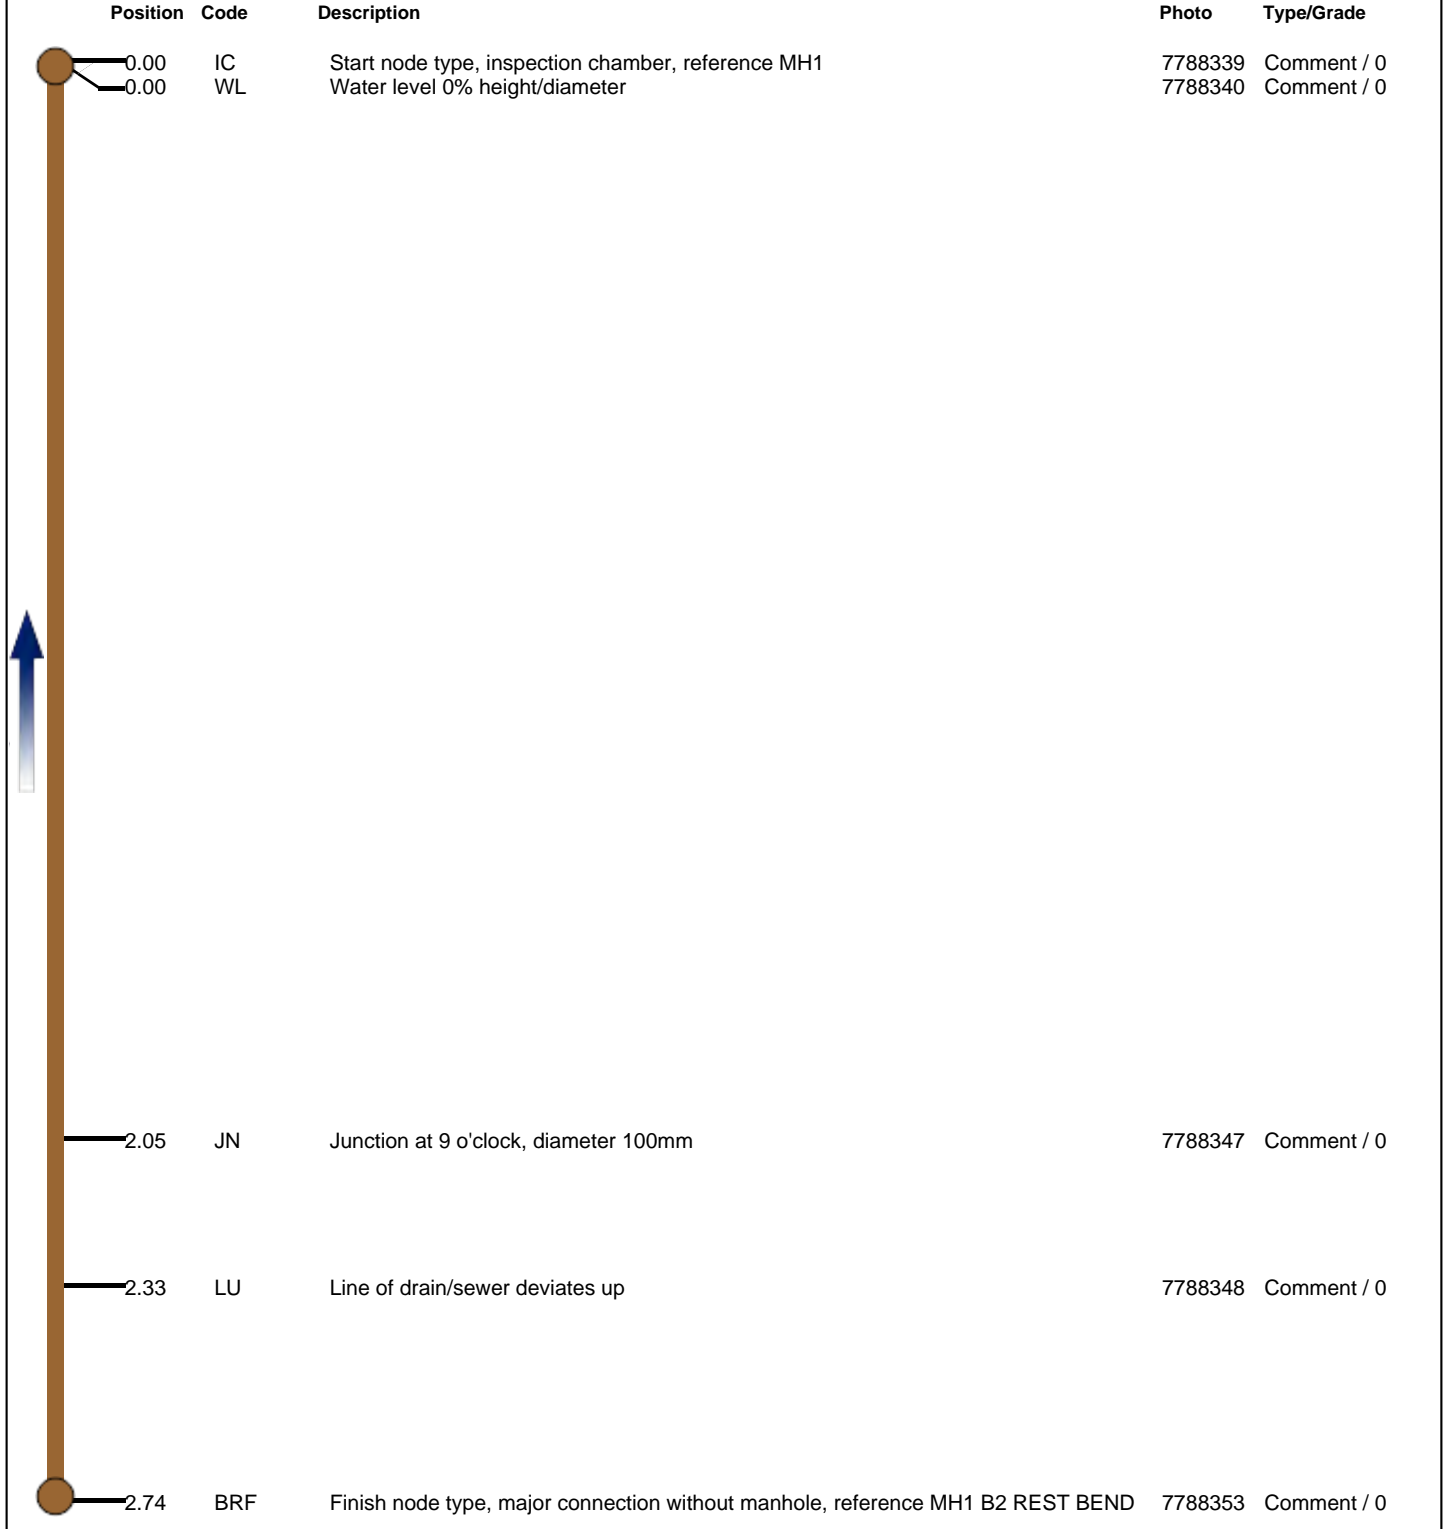 Position Code Description Photo Type/Grade
0.00 IC Start node type, inspection chamber, reference MH1 7788339 Comment / 0
0.00 WL Water level 0% height/diameter 7788340 Comment / 0
2.05 JN Junction at 9 o'clock, diameter 100mm 7788347 Comment / 0
2.33 LU Line of drain/sewer deviates up 7788348 Comment / 0
2.74 BRF Finish node type, major connection without manhole, reference MH1 B2 REST BEND 7788353 Comment / 0